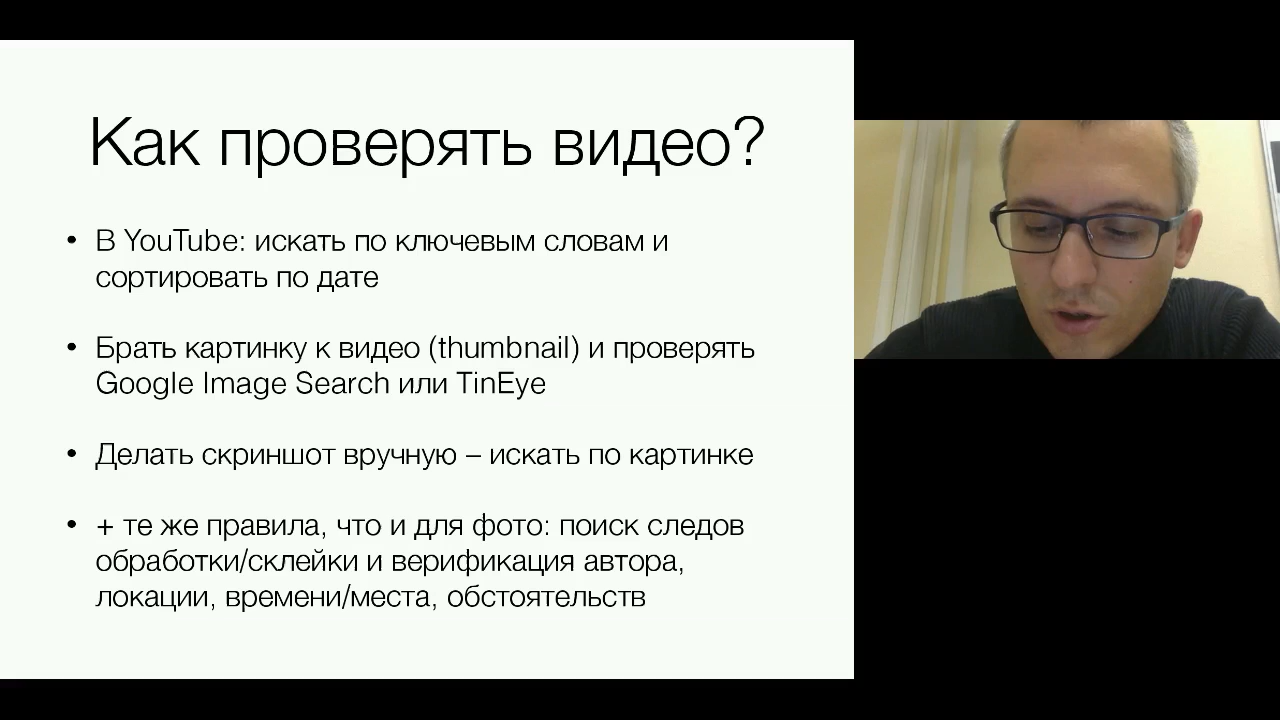 Как проверять видео?
• В YouTube: искать по ключевым словам и
сортировать по дате
• Брать картинку к видео (thumbnail) и проверять
Google Image Search или TinEye
• Делать скриншот вручную – искать по картинке
• + те же правила, что и для фото: поиск следов
обработки/склейки и верификация автора,
локации, времени/места, обстоятельств